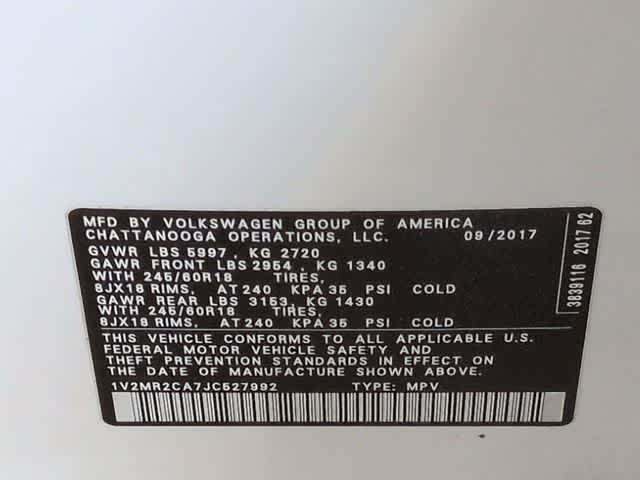 MFD BY VOLKSWAGEN GROUP OF AMERICA
CHATTANOOGA OPERATIONS, LLC. 09/2017
GVWR LBS 5997 , KG 2720
GAWR FRONT LBS 2954 , KG 1340
WITH 245/60R18 TIRES,
8JX18 RIMS, AT 240 KPA 35 PSI COLD
GAWR REAR LBS 3153, KG 1430
WITH 245/60R18 TIRES,
8JX18 RIMS, AT 240 KPA 35 PSI COLD
THIS VEHICLE CONFORMS TO ALL APPLICABLE U.S.
FEDERAL MOTOR VEHICLE SAFETY AND
THEFT PREVENTION STANDARDS IN EFFECT ON
THE DATE OF MANUFACTURE SHOWN ABOVE.
1V2MR2CA7JC527992 TYPE: MPV
3839116 2017 62